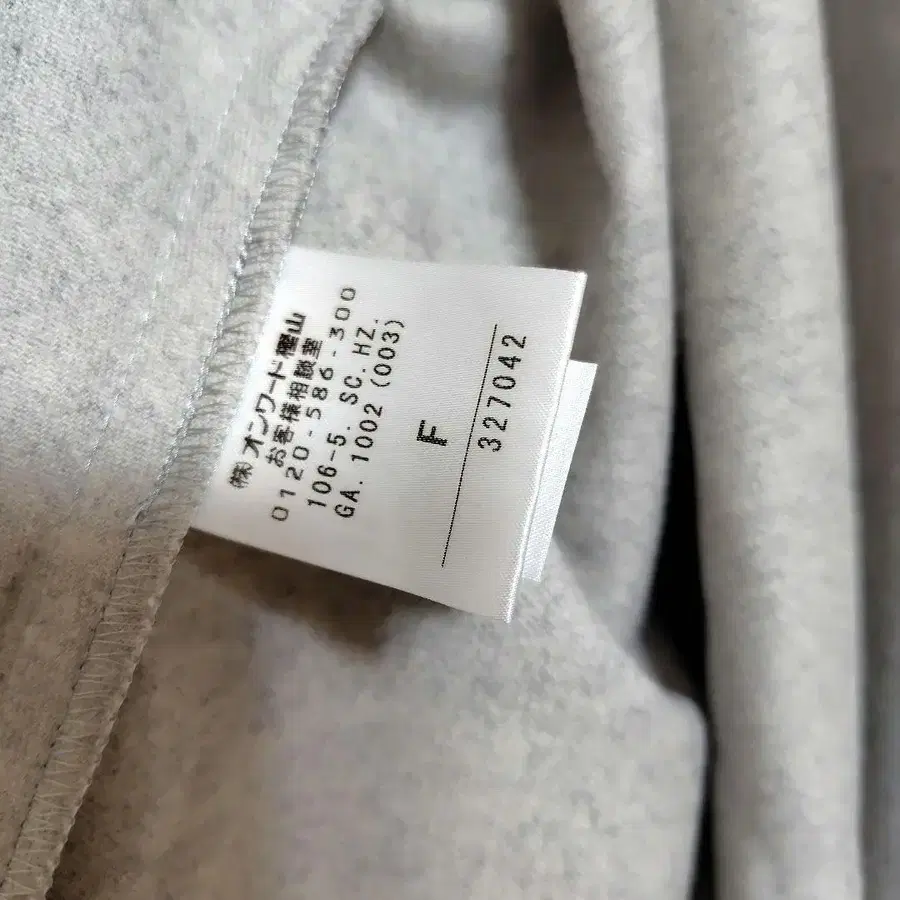 (株)オンワード樫山
お客様相談室
0120-586-300
106-5. SC. HZ.
GA. 1002 (003)
F
327042